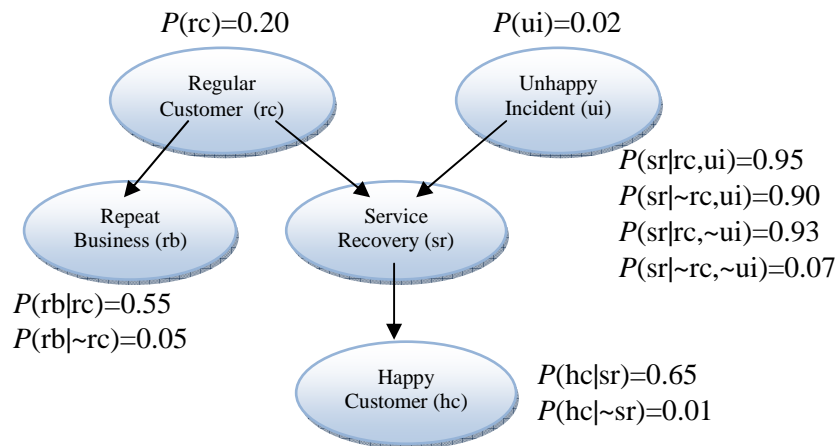 P(rc)=0.20
P(ui)=0.02
Regular
Customer (rc)
Unhappy
Incident (ui)
P(sr|rc,ui)=0.95
P(sr|~rc,ui)=0.90
P(sr|rc,~ui)=0.93
P(sr|~rc,~ui)=0.07
Repeat
Business (rb)
Service
Recovery (sr)
P(rb|rc)=0.55
P(rb|~rc)=0.05
Happy
Customer (hc)
P(hc|sr)=0.65
P(hc|~sr)=0.01